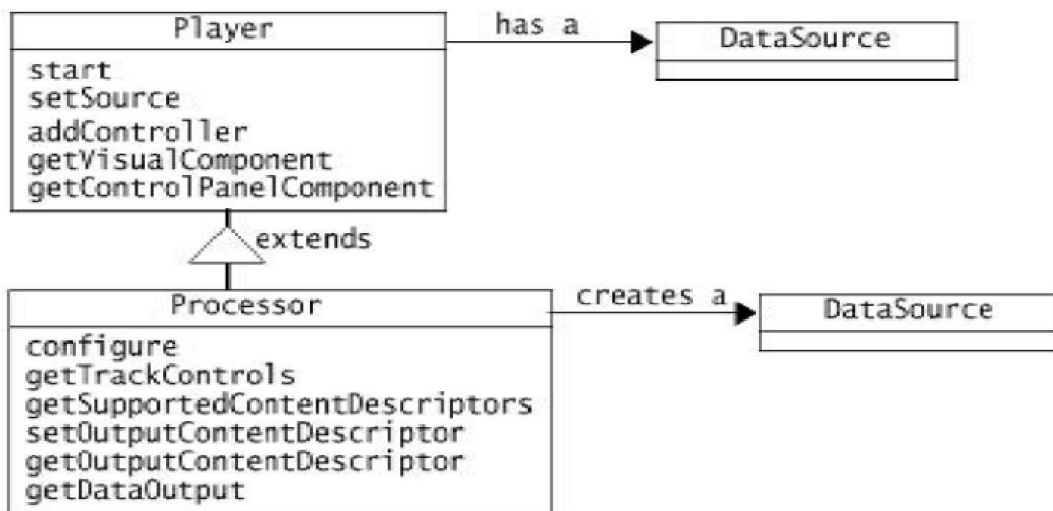 Player
has a
DataSource
start
setSource
addController
getVisualComponent
getControlPanelComponent
extends
Processor
creates a
DataSource
configure
getTrackControls
getSupportedContentDescriptors
setOutputContentDescriptor
getOutputContentDescriptor
getDataOutput